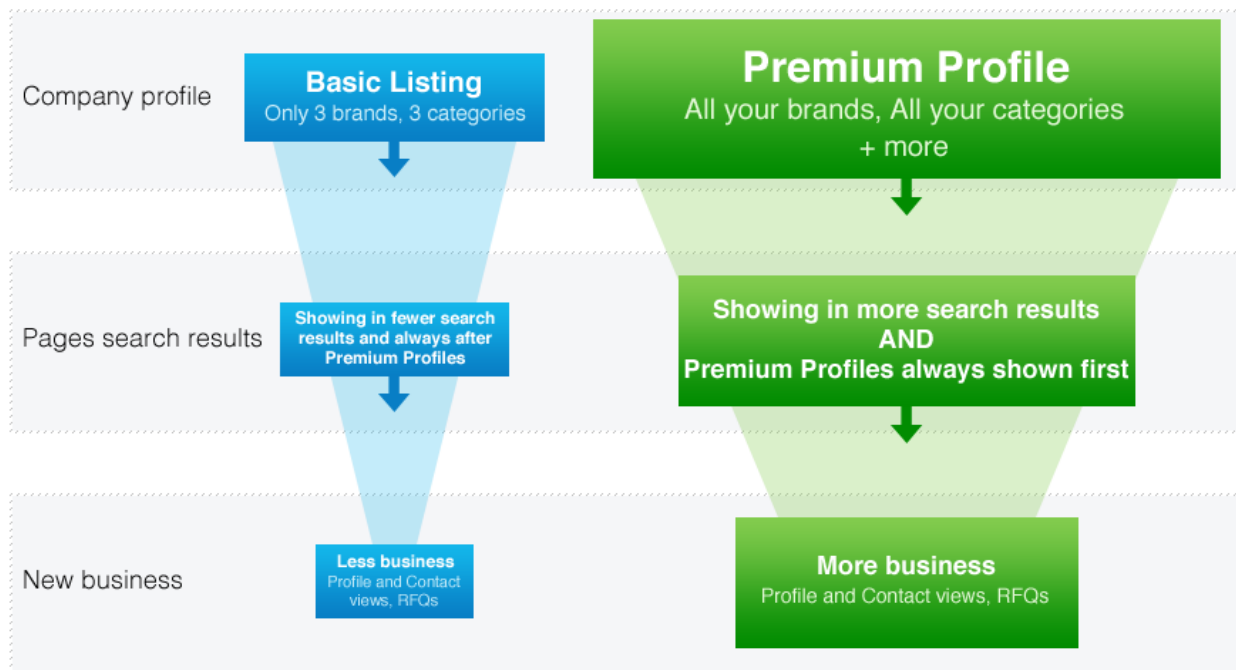 Company profile
Basic Listing
Only 3 brands, 3 categories
Premium Profile
All your brands, All your categories
+ more
Pages search results
Showing in fewer search
results and always after
Premium Profiles
Showing in more search results
AND
Premium Profiles always shown first
New business
Less business
Profile and Contact
views, RFQs
More business
Profile and Contact views, RFQs